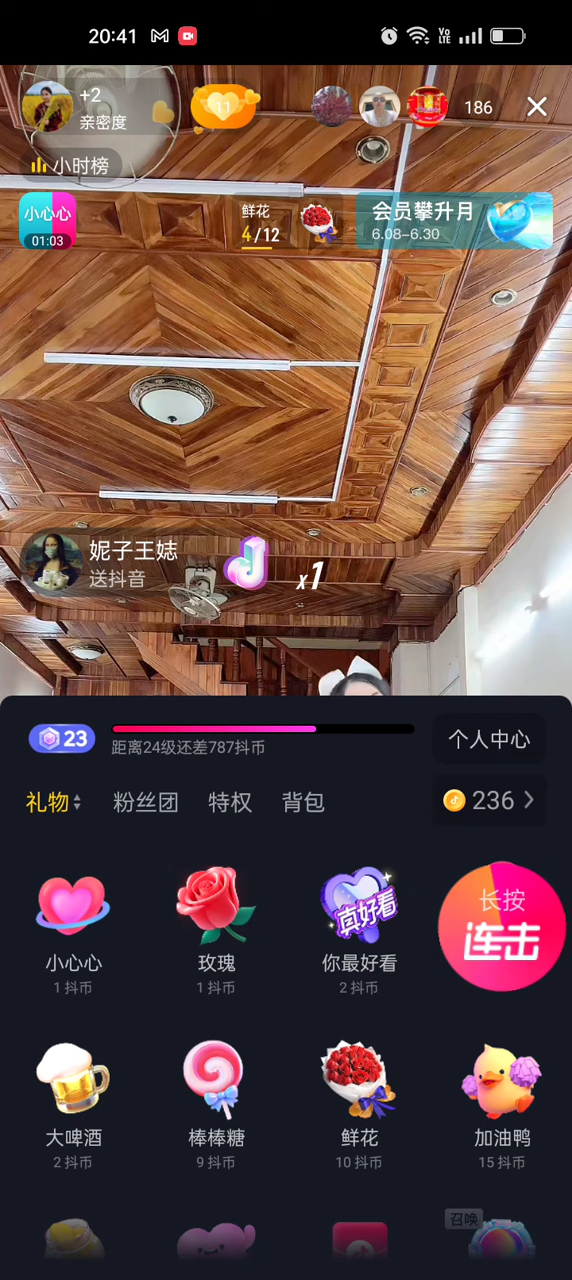 20:41
Vo
LTE
+2
亲密度
11
186
小时榜
小心心
01:03
鲜花
4/12
会员攀升月
6.08-6.30
妮子王娡
送抖音
x1
23
距离24级还差787抖币
个人中心
礼物
粉丝团
特权
背包
236
真好看
长按
连击
小心心
玫瑰
你最好看
1 抖币
1 抖币
2 抖币
大啤酒
棒棒糖
鲜花
加油鸭
2 抖币
9 抖币
10 抖币
15 抖币
召唤